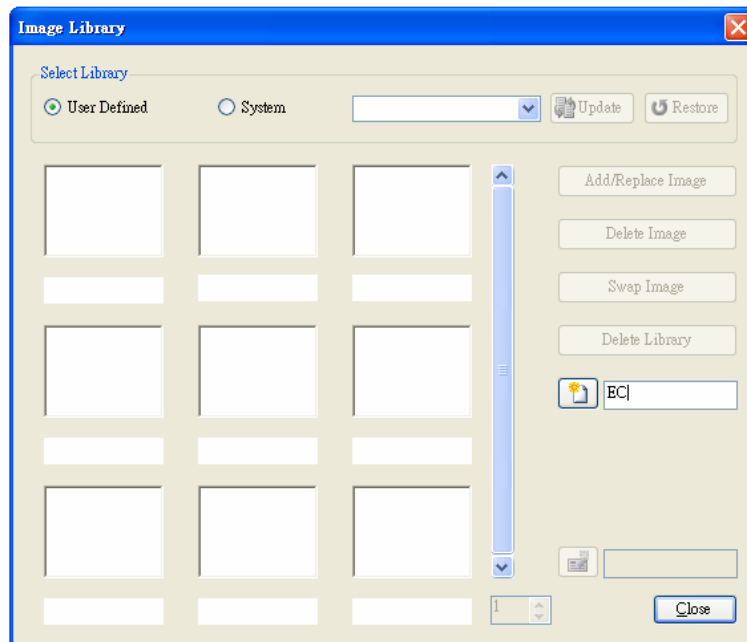 Image Library
Select Library
User Defined
System
Update
Restore
Add/Replace Image
Delete Image
Swap Image
Delete Library
EC
1
Close